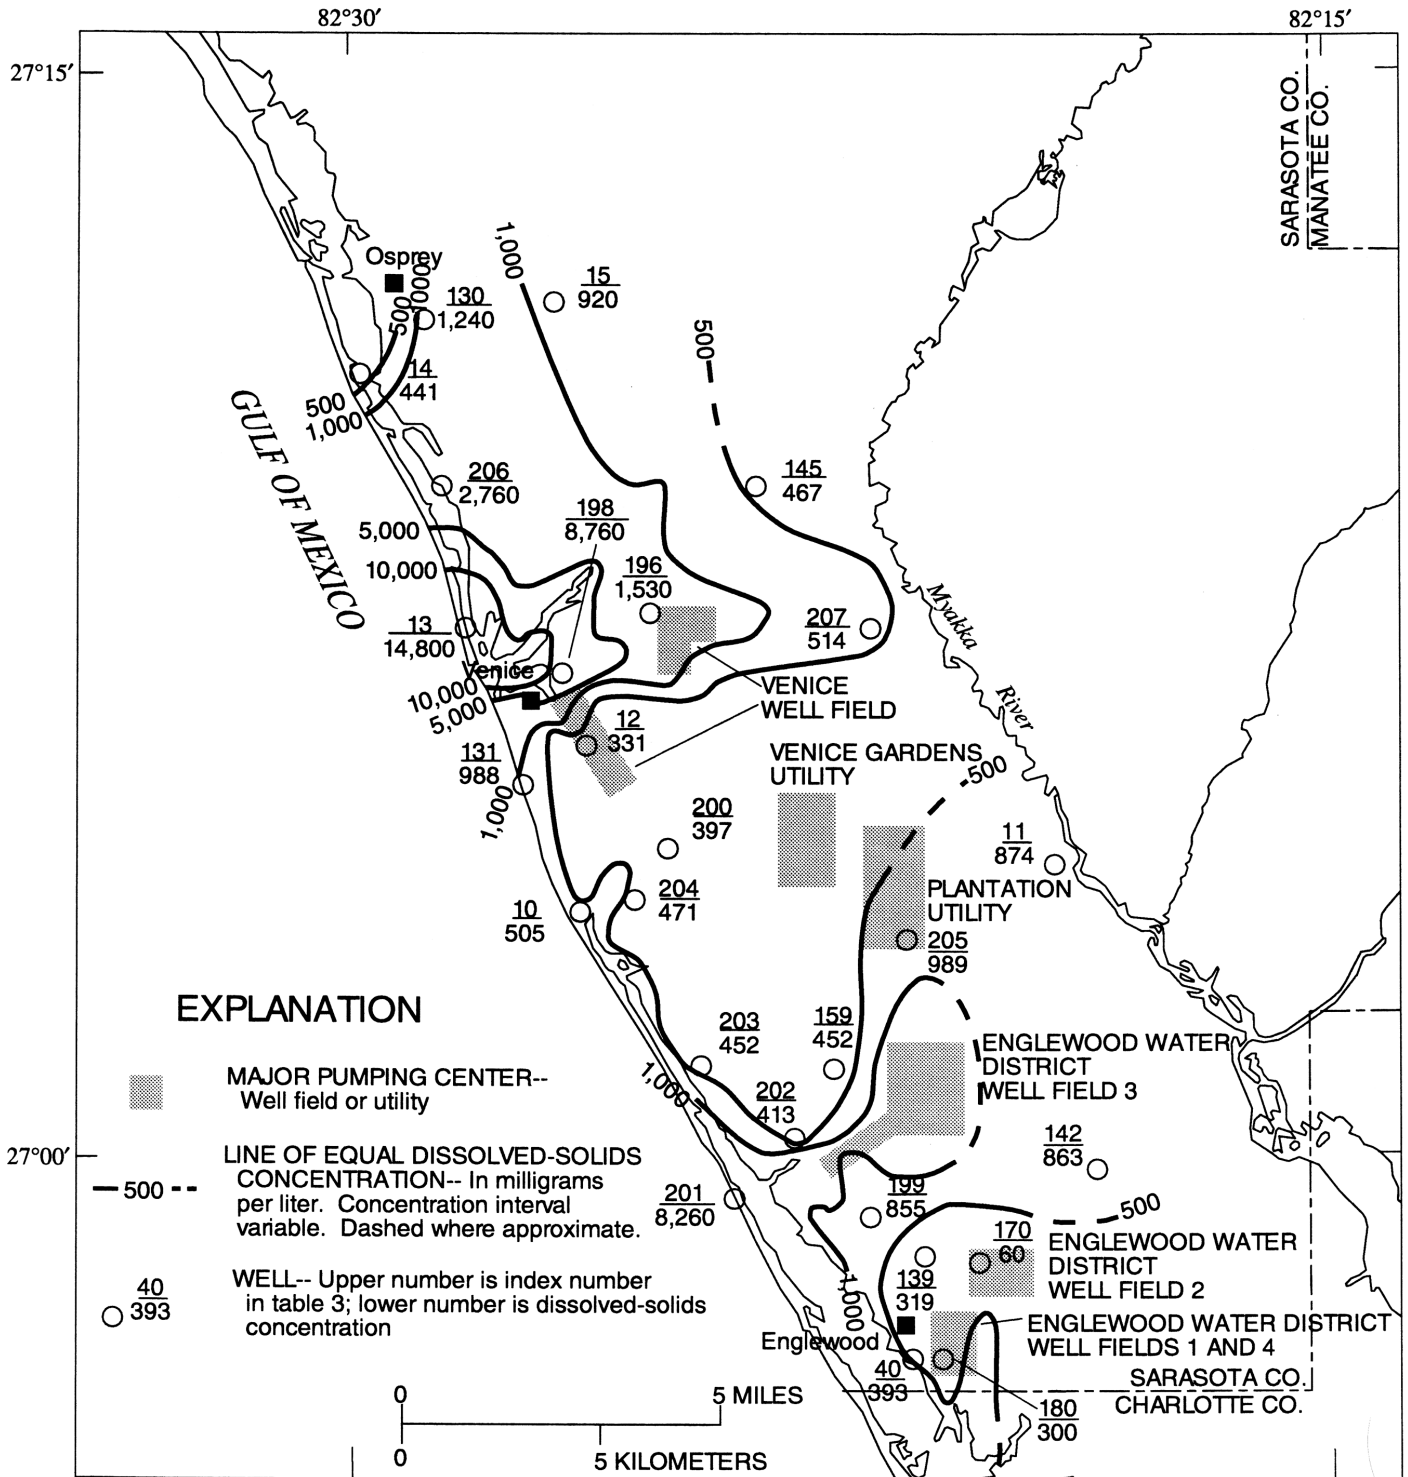 82°30′
82°15′
27°15′
SARASOTA CO.
MANATEE CO.
Osprey
1,000
500
1000
130
1,240
15
920
500
14
441
500
1,000
GULF OF MEXICO
206
2,760
145
467
198
8,760
5,000
10,000
196
1,530
Myakka
River
13
14,800
207
514
Venice
10,000
5,000
VENICE
WELL FIELD
12
331
131
988
1,000
VENICE GARDENS
UTILITY
500
200
397
11
874
204
471
PLANTATION
UTILITY
10
505
205
989
EXPLANATION
203
452
159
452
ENGLEWOOD WATER
DISTRICT
WELL FIELD 3
MAJOR PUMPING CENTER--
Well field or utility
1,000
202
413
142
863
27°00′
LINE OF EQUAL DISSOLVED-SOLIDS
CONCENTRATION-- In milligrams
per liter. Concentration interval
variable. Dashed where approximate.
500
201
8,260
199
855
500
170
60
ENGLEWOOD WATER
DISTRICT
WELL FIELD 2
40
393
WELL-- Upper number is index number
in table 3; lower number is dissolved-solids
concentration
139
319
1,000
Englewood
ENGLEWOOD WATER DISTRICT
WELL FIELDS 1 AND 4
40
393
SARASOTA CO.
CHARLOTTE CO.
180
300
0
5 MILES
0
5 KILOMETERS